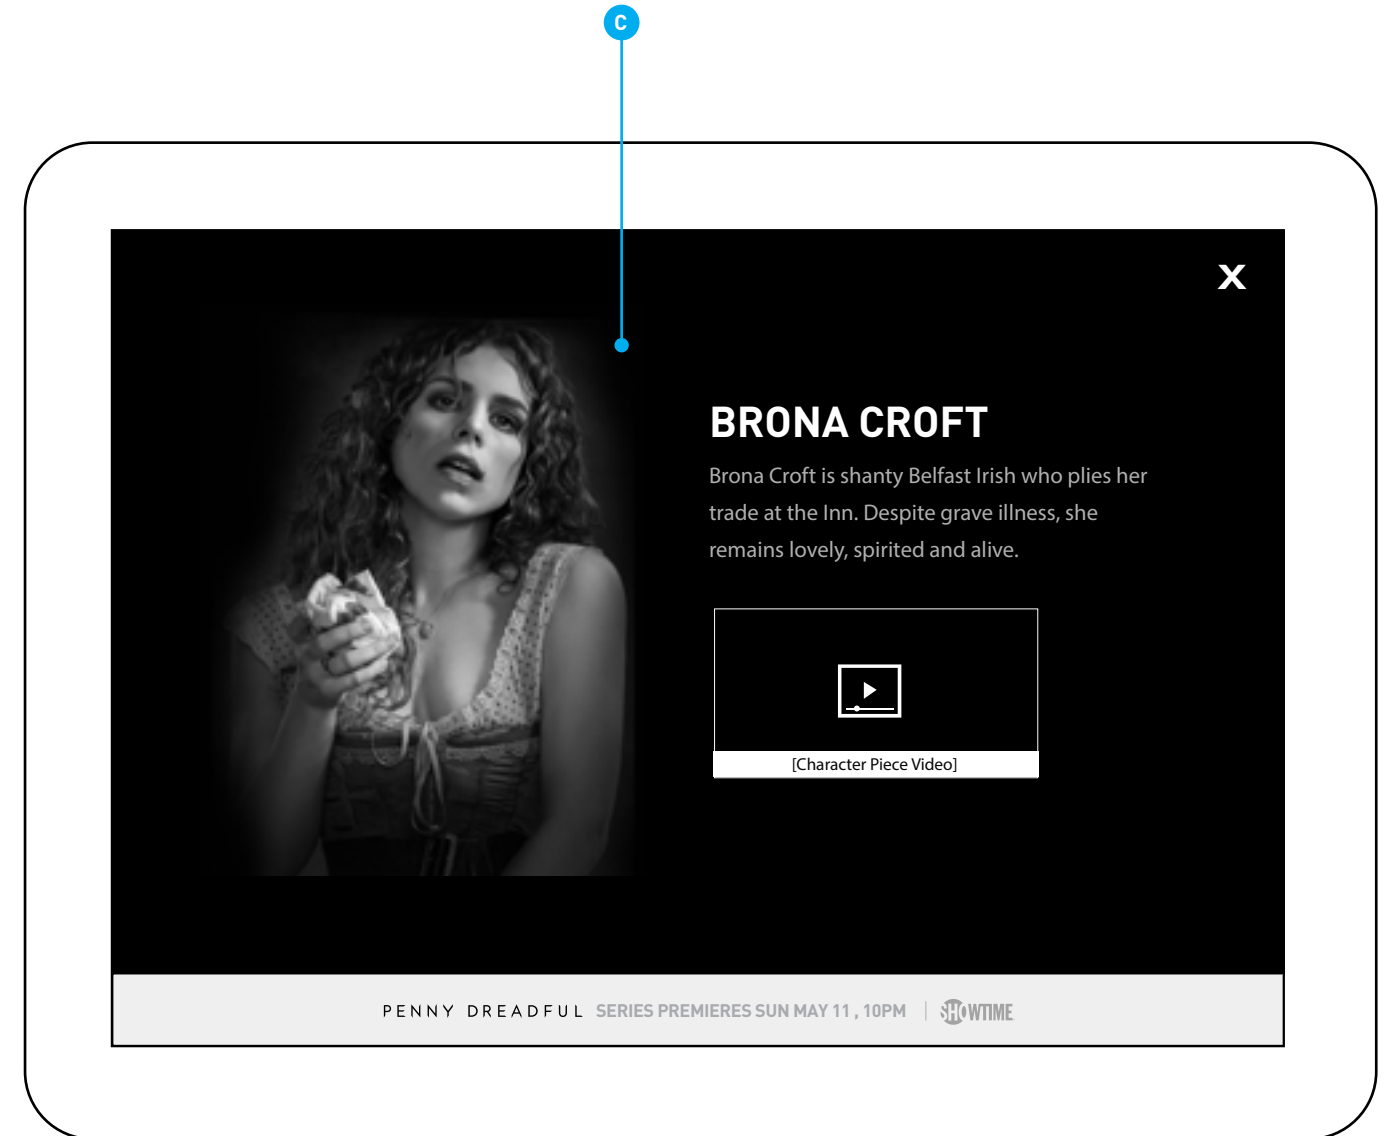 C
X
BRONA CROFT
Brona Croft is shanty Belfast Irish who plies her
trade at the Inn. Despite grave illness, she
remains lovely, spirited and alive.
[Character Piece Video]
PENNY DREADFUL SERIES PREMIERES SUN MAY 11 , 10PM | SHOWTIME